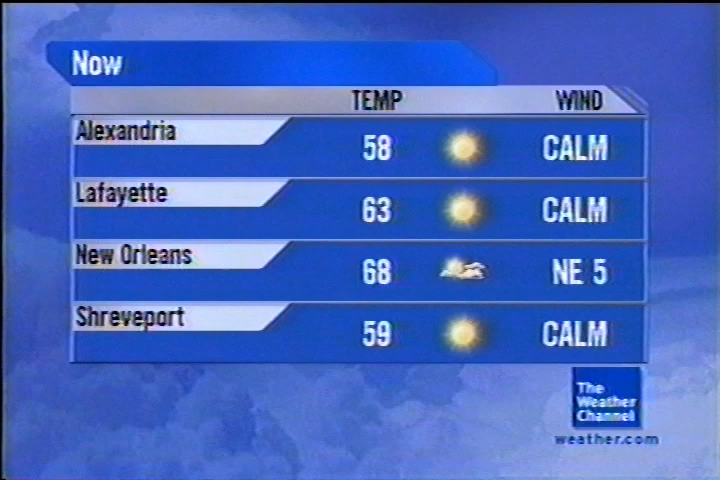 Now
TEMP WIND
Alexandria
58 CALM
Lafayette
63 CALM
New Orleans
68 NE 5
Shreveport
59 CALM
The
Weather
Channel
weather.com